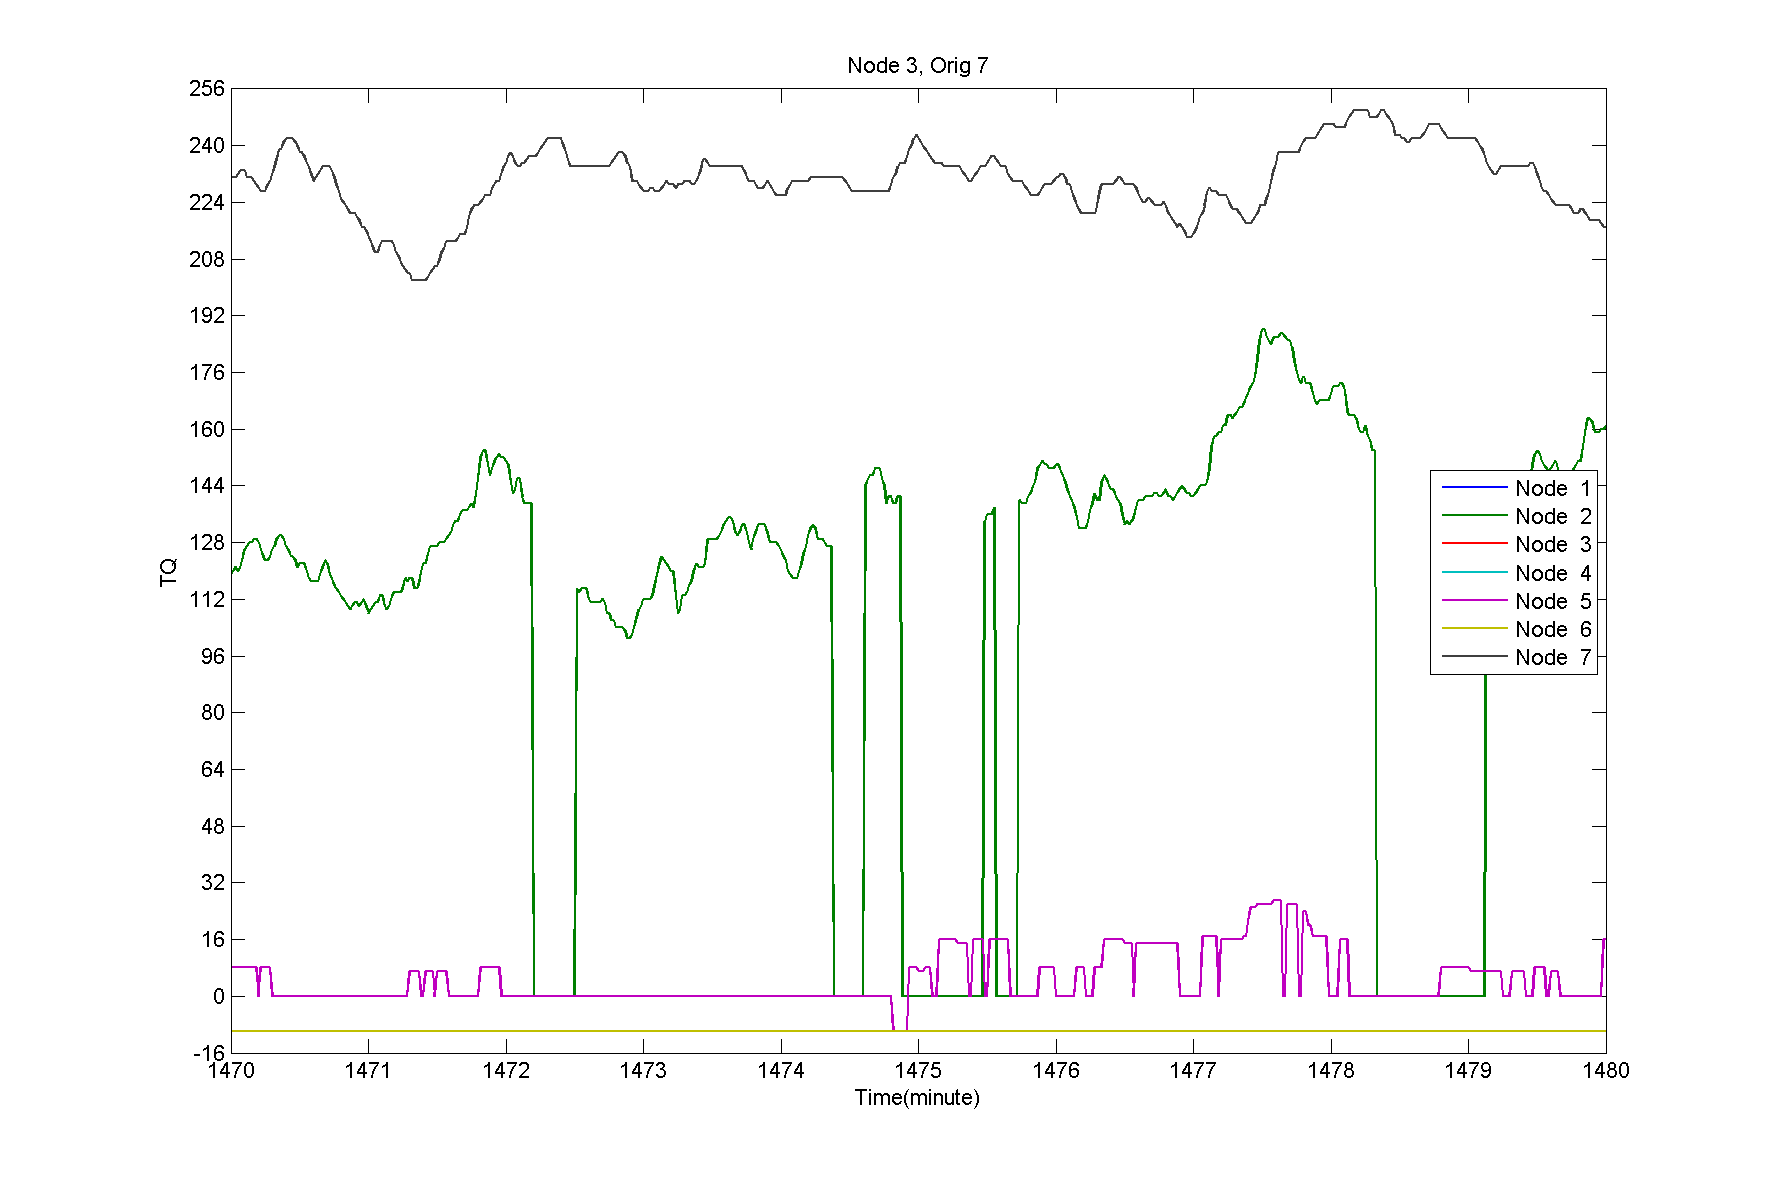 Node 3, Orig 7
256
240
224
208
192
176
160
144
128
112
96
80
64
48
32
16
0
-16
TQ
Node 1
Node 2
Node 3
Node 4
Node 5
Node 6
Node 7
1470 1471 1472 1473 1474 1475 1476 1477 1478 1479 1480
Time(minute)